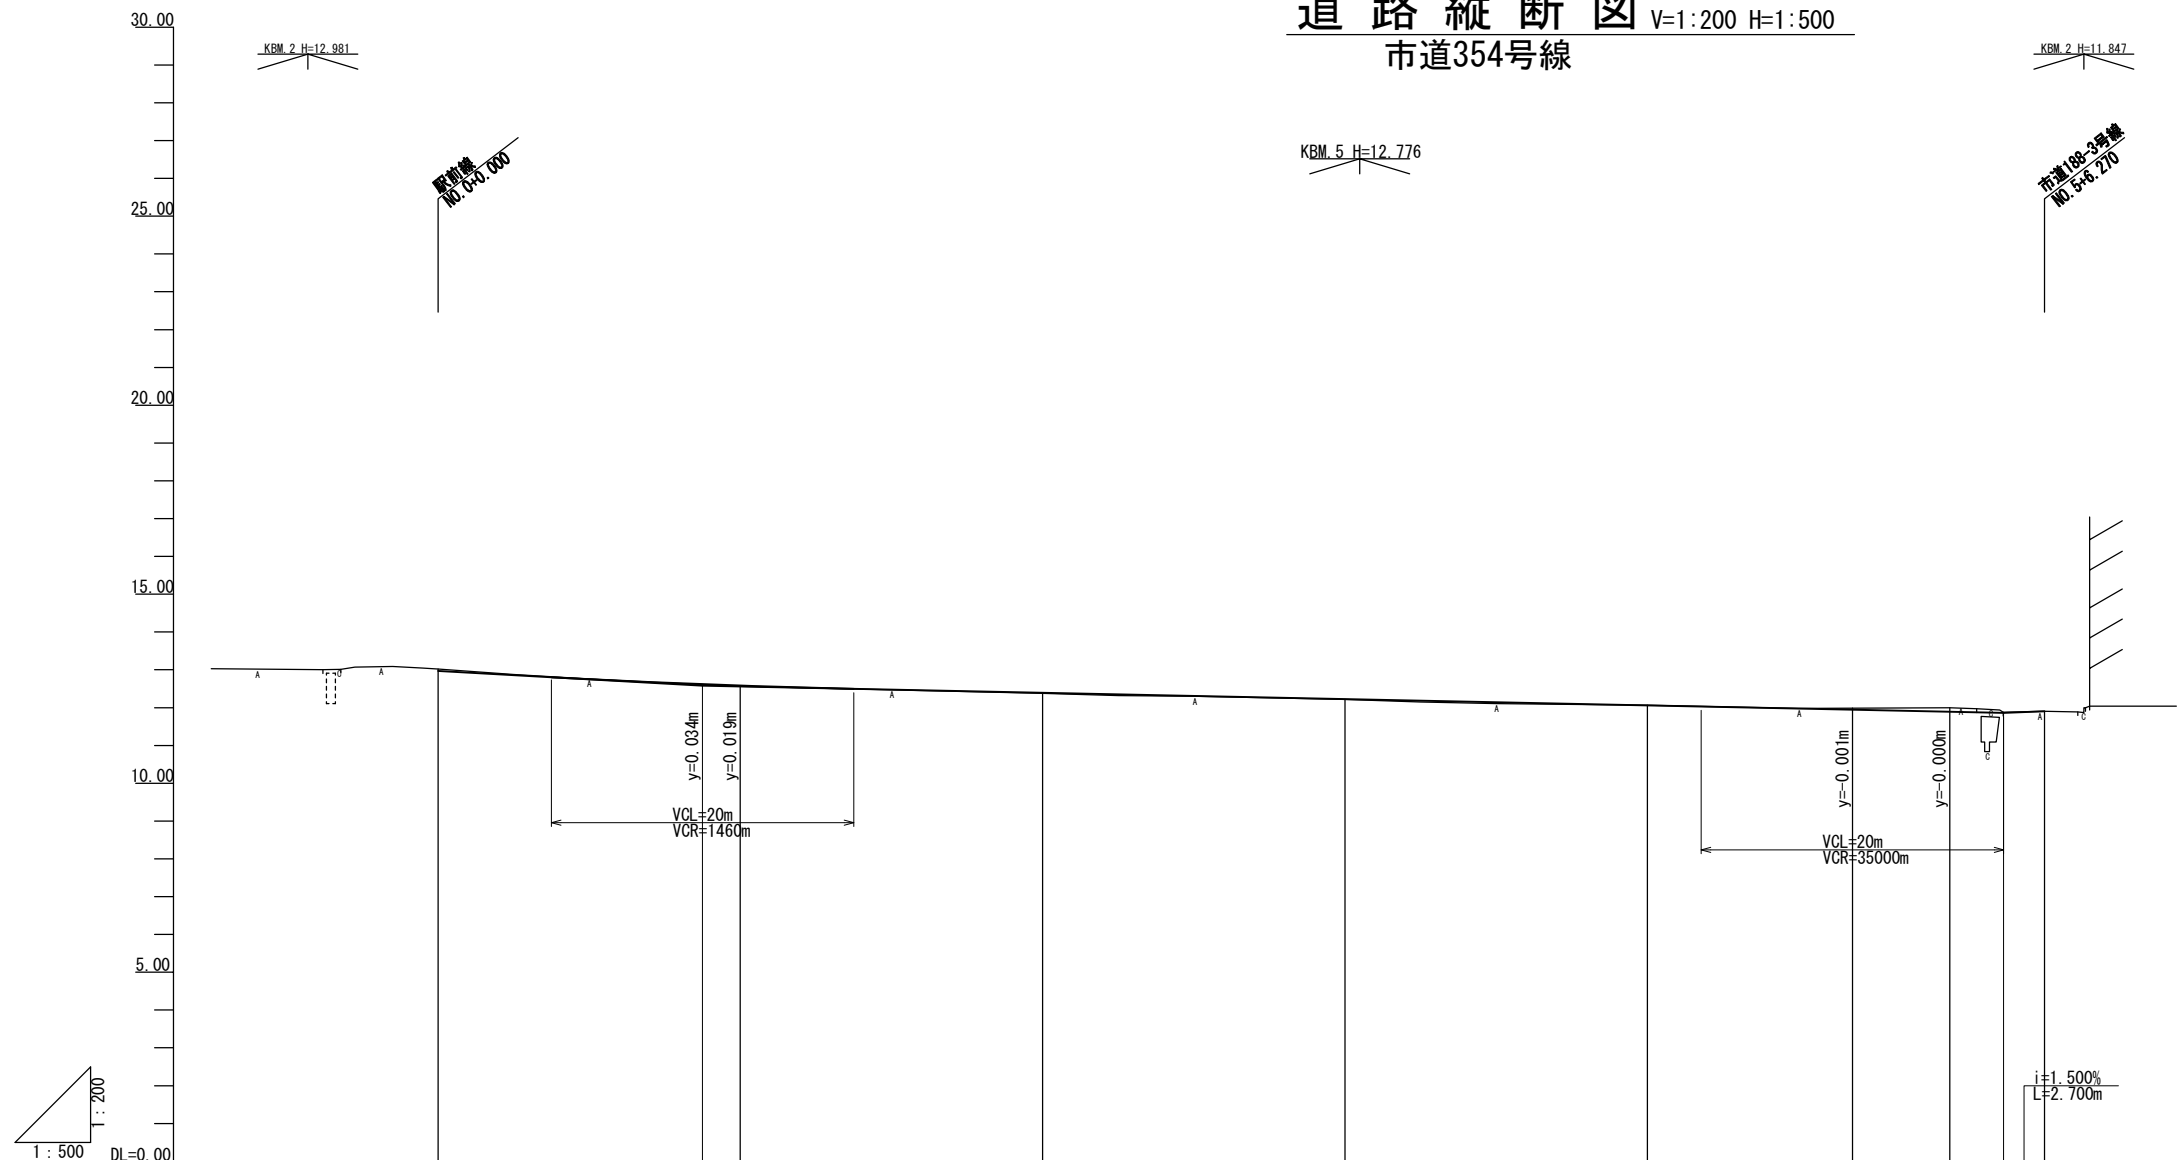 30.00
道 路 縦 断 図 V=1:200 H=1:500
市道354号線
KBM.2 H=12.981
KBM.2 H=11.847
KBM.5 H=12.776
駅前線
NO.0+0.000
市道188-3号線
NO.5+6.270
25.00
20.00
15.00
A
C
A
A
A
A
A
A
A
C
A
C
C
10.00
y=0.034m
y=0.019m
y=-0.001m
y=-0.000m
VCL=20m
VCR=1460m
VCL=20m
VCR=35000m
5.00
i=1.500%
L=2.700m
1 : 200
1 : 500
DL=0.00